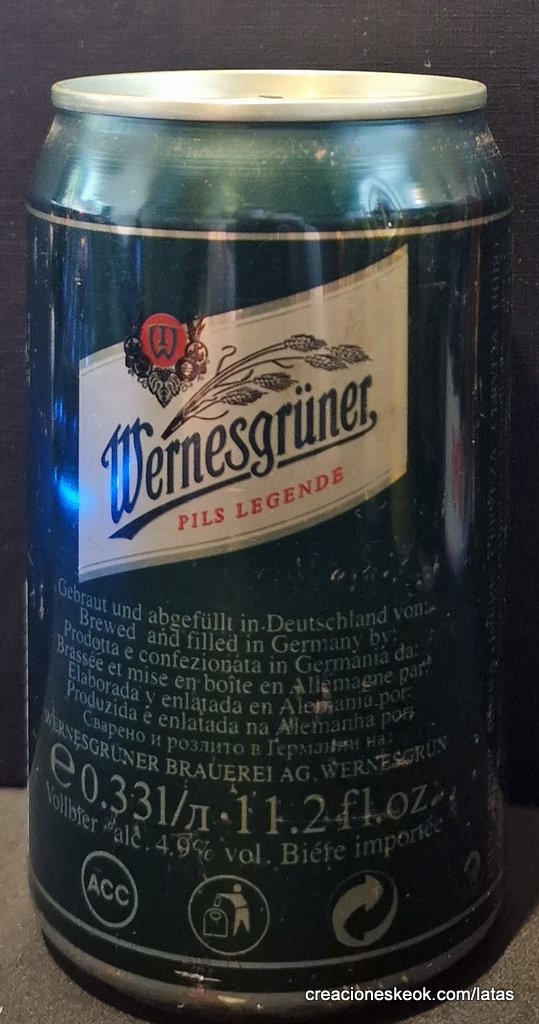 W
Wernesgrüner
PILS LEGENDE
Gebraut und abgefüllt in Deutschland von:
Brewed and filled in Germany by:
Prodotta e confezionata in Germania da:
Brassée et mise en boîte en Allemagne par:
Elaborada y enlatada en Alemania por:
Produzida e enlatada na Alemanha por:
Сварено и розлито в Германии на:
WERNESGRÜNER BRAUEREI AG, WERNESGRÜN
e 0.33l/л · 11.2 fl.oz.
Vollbier alc. 4.9% vol. Biére importée
ACC
creacioneskeok.com/latas